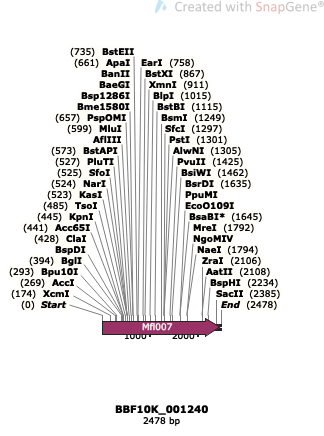 Created with SnapGene®
(735) BstEII
(661) ApaI EarI (758)
BanII BstXI (867)
BaeGI XmnI (911)
Bsp1286I BlpI (1015)
Bme1580I BstBI (1115)
(657) PspOMI BsmI (1249)
(599) MluI SfcI (1297)
AflIII PstI (1301)
(573) BstAPI AlwNI (1305)
(527) PluTI PvuII (1425)
(525) SfoI BsiWI (1462)
(524) NarI BsrDI (1635)
(523) KasI PpuMI
(485) TsoI EcoO109I
(445) KpnI BsaBI* (1645)
(441) Acc65I MreI (1792)
(428) ClaI NgoMIV
BspDI NaeI (1794)
(394) BglI ZraI (2106)
(293) Bpu10I AatII (2108)
(269) AccI BspHI (2234)
(174) XcmI SacII (2385)
(0) Start End (2478)
Mfl007
1000 2000
BBF10K_001240
2478 bp